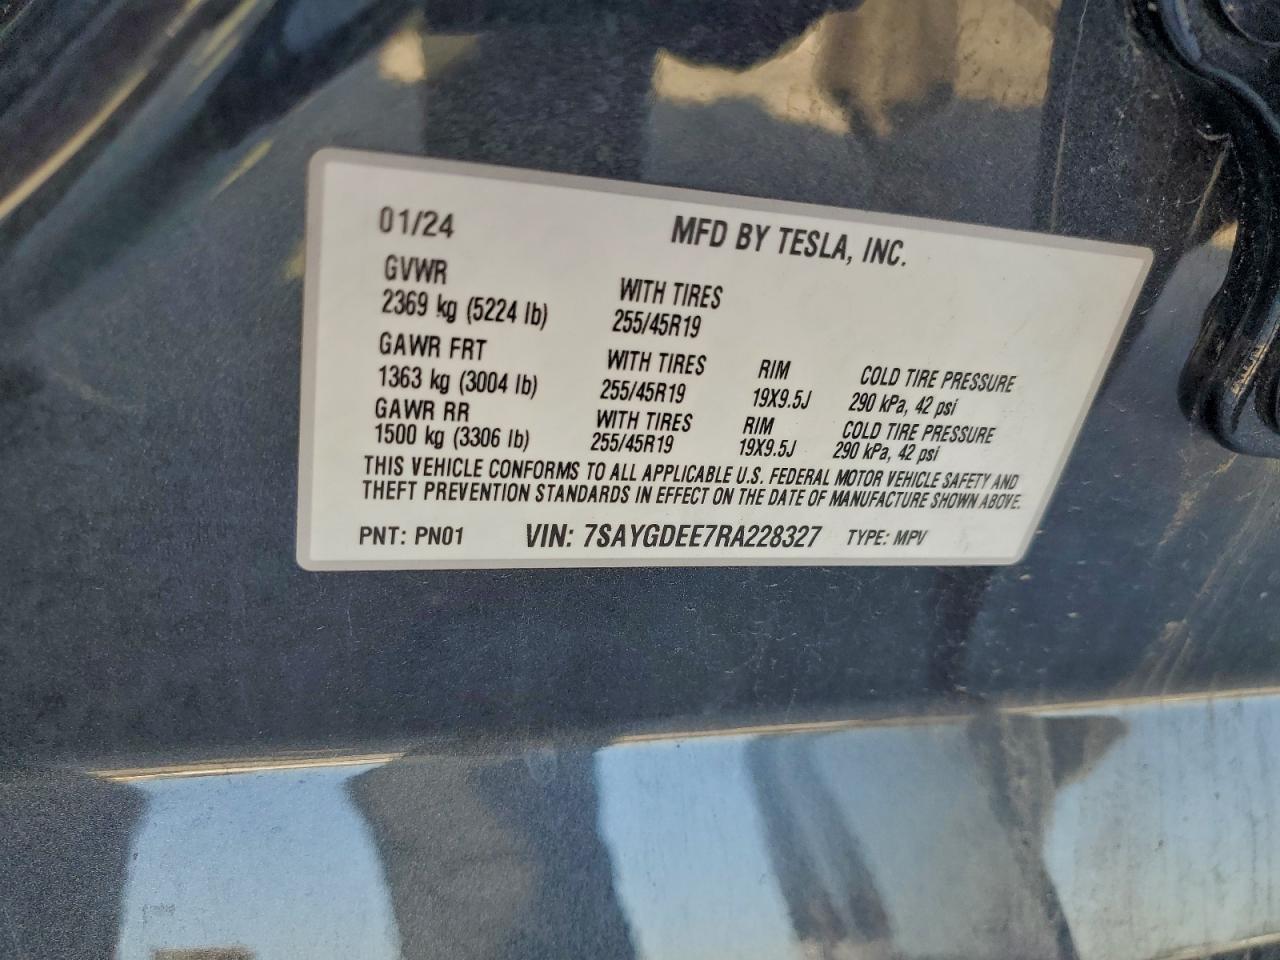 01/24 MFD BY TESLA, INC.
GVWR
2369 kg (5224 lb) WITH TIRES
255/45R19
GAWR FRT WITH TIRES RIM COLD TIRE PRESSURE
1363 kg (3004 lb) 255/45R19 19X9.5J 290 kPa, 42 psi
GAWR RR WITH TIRES RIM COLD TIRE PRESSURE
1500 kg (3306 lb) 255/45R19 19X9.5J 290 kPa, 42 psi
THIS VEHICLE CONFORMS TO ALL APPLICABLE U.S. FEDERAL MOTOR VEHICLE SAFETY AND
THEFT PREVENTION STANDARDS IN EFFECT ON THE DATE OF MANUFACTURE SHOWN ABOVE.
PNT: PN01 VIN: 7SAYGDEE7RA228327 TYPE: MPV